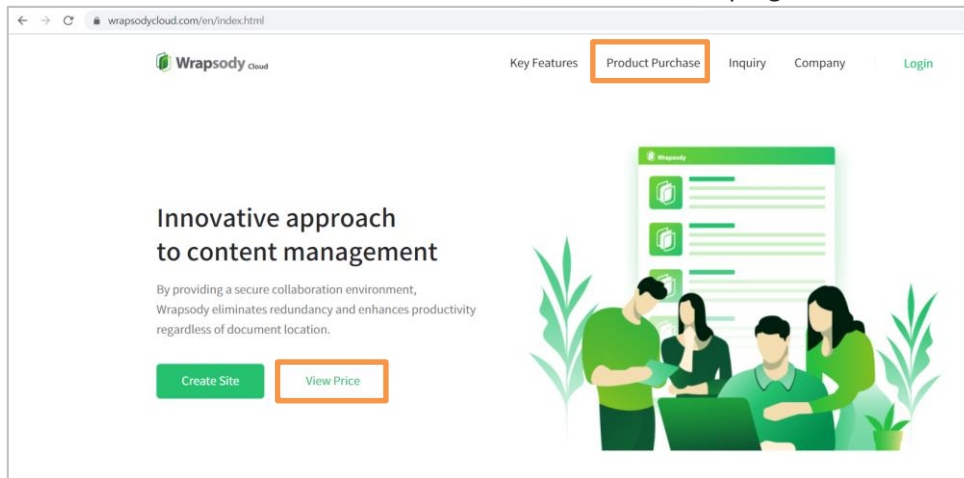 wrapsodycloud.com/en/index.html
Wrapsody Cloud
Key Features Product Purchase Inquiry Company Login
Wrapsody
Innovative approach
to content management
By providing a secure collaboration environment,
Wrapsody eliminates redundancy and enhances productivity
regardless of document location.
Create Site View Price